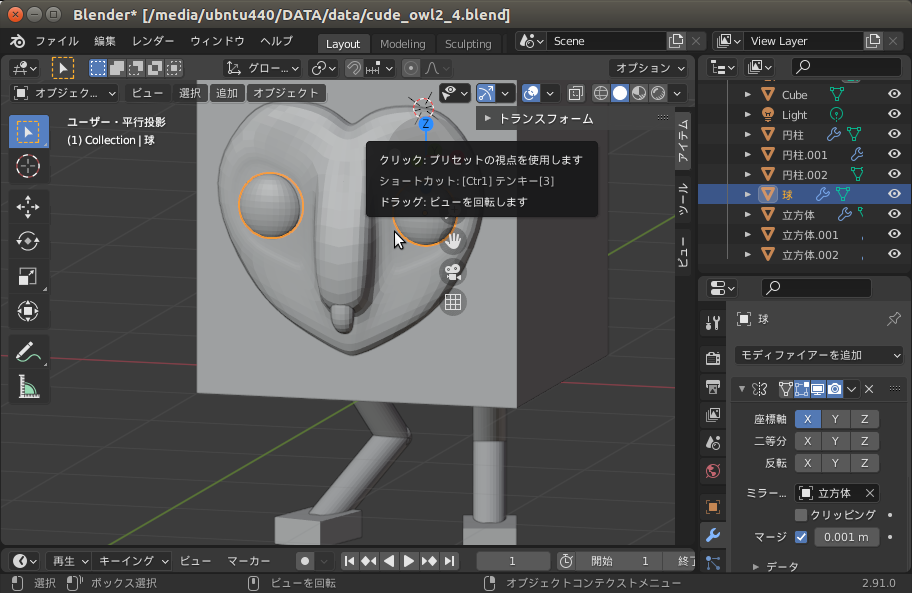 Blender* [/media/ubntu440/DATA/data/cude_owl2_4.blend]
ファイル 編集 レンダー ウィンドウ ヘルプ Layout Modeling Sculpting Scene View Layer
グロー... オプション
オブジェク... ビュー 選択 追加 オブジェクト
ユーザー・平行投影
(1) Collection | 球
Z
トランスフォーム
アイテム
ツール
ビュー
クリック: プリセットの視点を使用します
ショートカット: [Ctrl] テンキー[3]
ドラッグ: ビューを回転します
Cube
Light
円柱
円柱.001
円柱.002
球
立方体
立方体.001
立方体.002
球
モディファイアーを追加
座標軸 X Y Z
二等分 X Y Z
反転 X Y Z
ミラー... 立方体
クリッピング
マージ 0.001 m
データ
再生 キーイング ビュー マーカー 1 開始 1 終了
選択 ボックス選択 ビューを回転 オブジェクトコンテクストメニュー 2.91.0